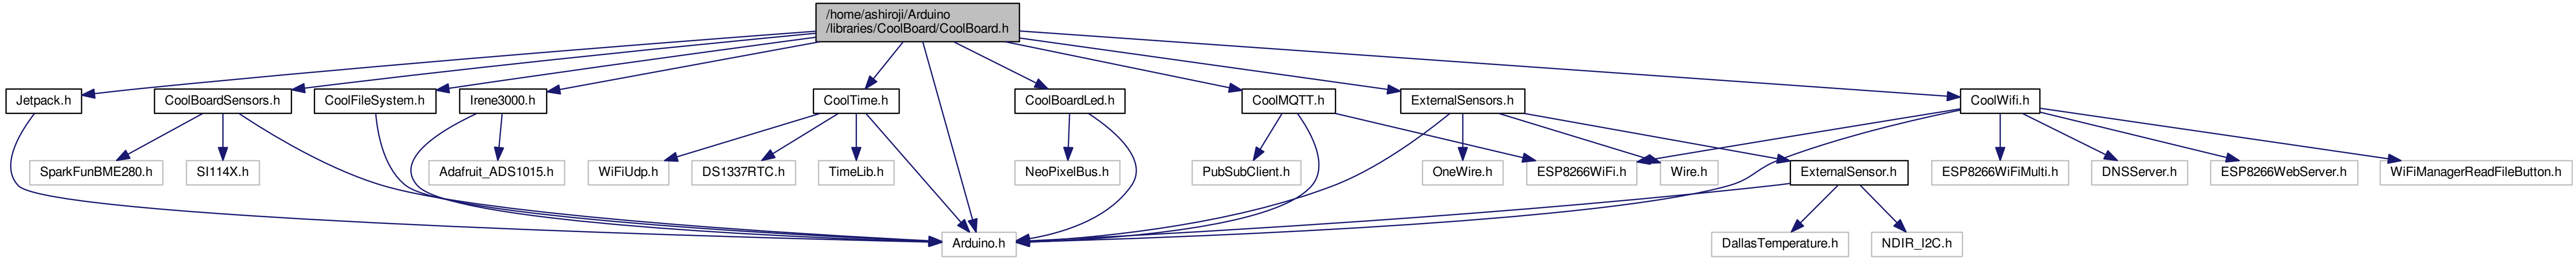 /home/ashiroji/Arduino
/libraries/CoolBoard/CoolBoard.h
Jetpack.h
CoolBoardSensors.h
CoolFileSystem.h
Irene3000.h
CoolTime.h
CoolBoardLed.h
CoolMQTT.h
ExternalSensors.h
CoolWifi.h
SparkFunBME280.h
SI114X.h
Adafruit_ADS1015.h
WiFiUdp.h
DS1337RTC.h
TimeLib.h
NeoPixelBus.h
PubSubClient.h
OneWire.h
ESP8266WiFi.h
Wire.h
ExternalSensor.h
ESP8266WiFiMulti.h
DNSServer.h
ESP8266WebServer.h
WiFiManagerReadFileButton.h
Arduino.h
DallasTemperature.h
NDIR_I2C.h